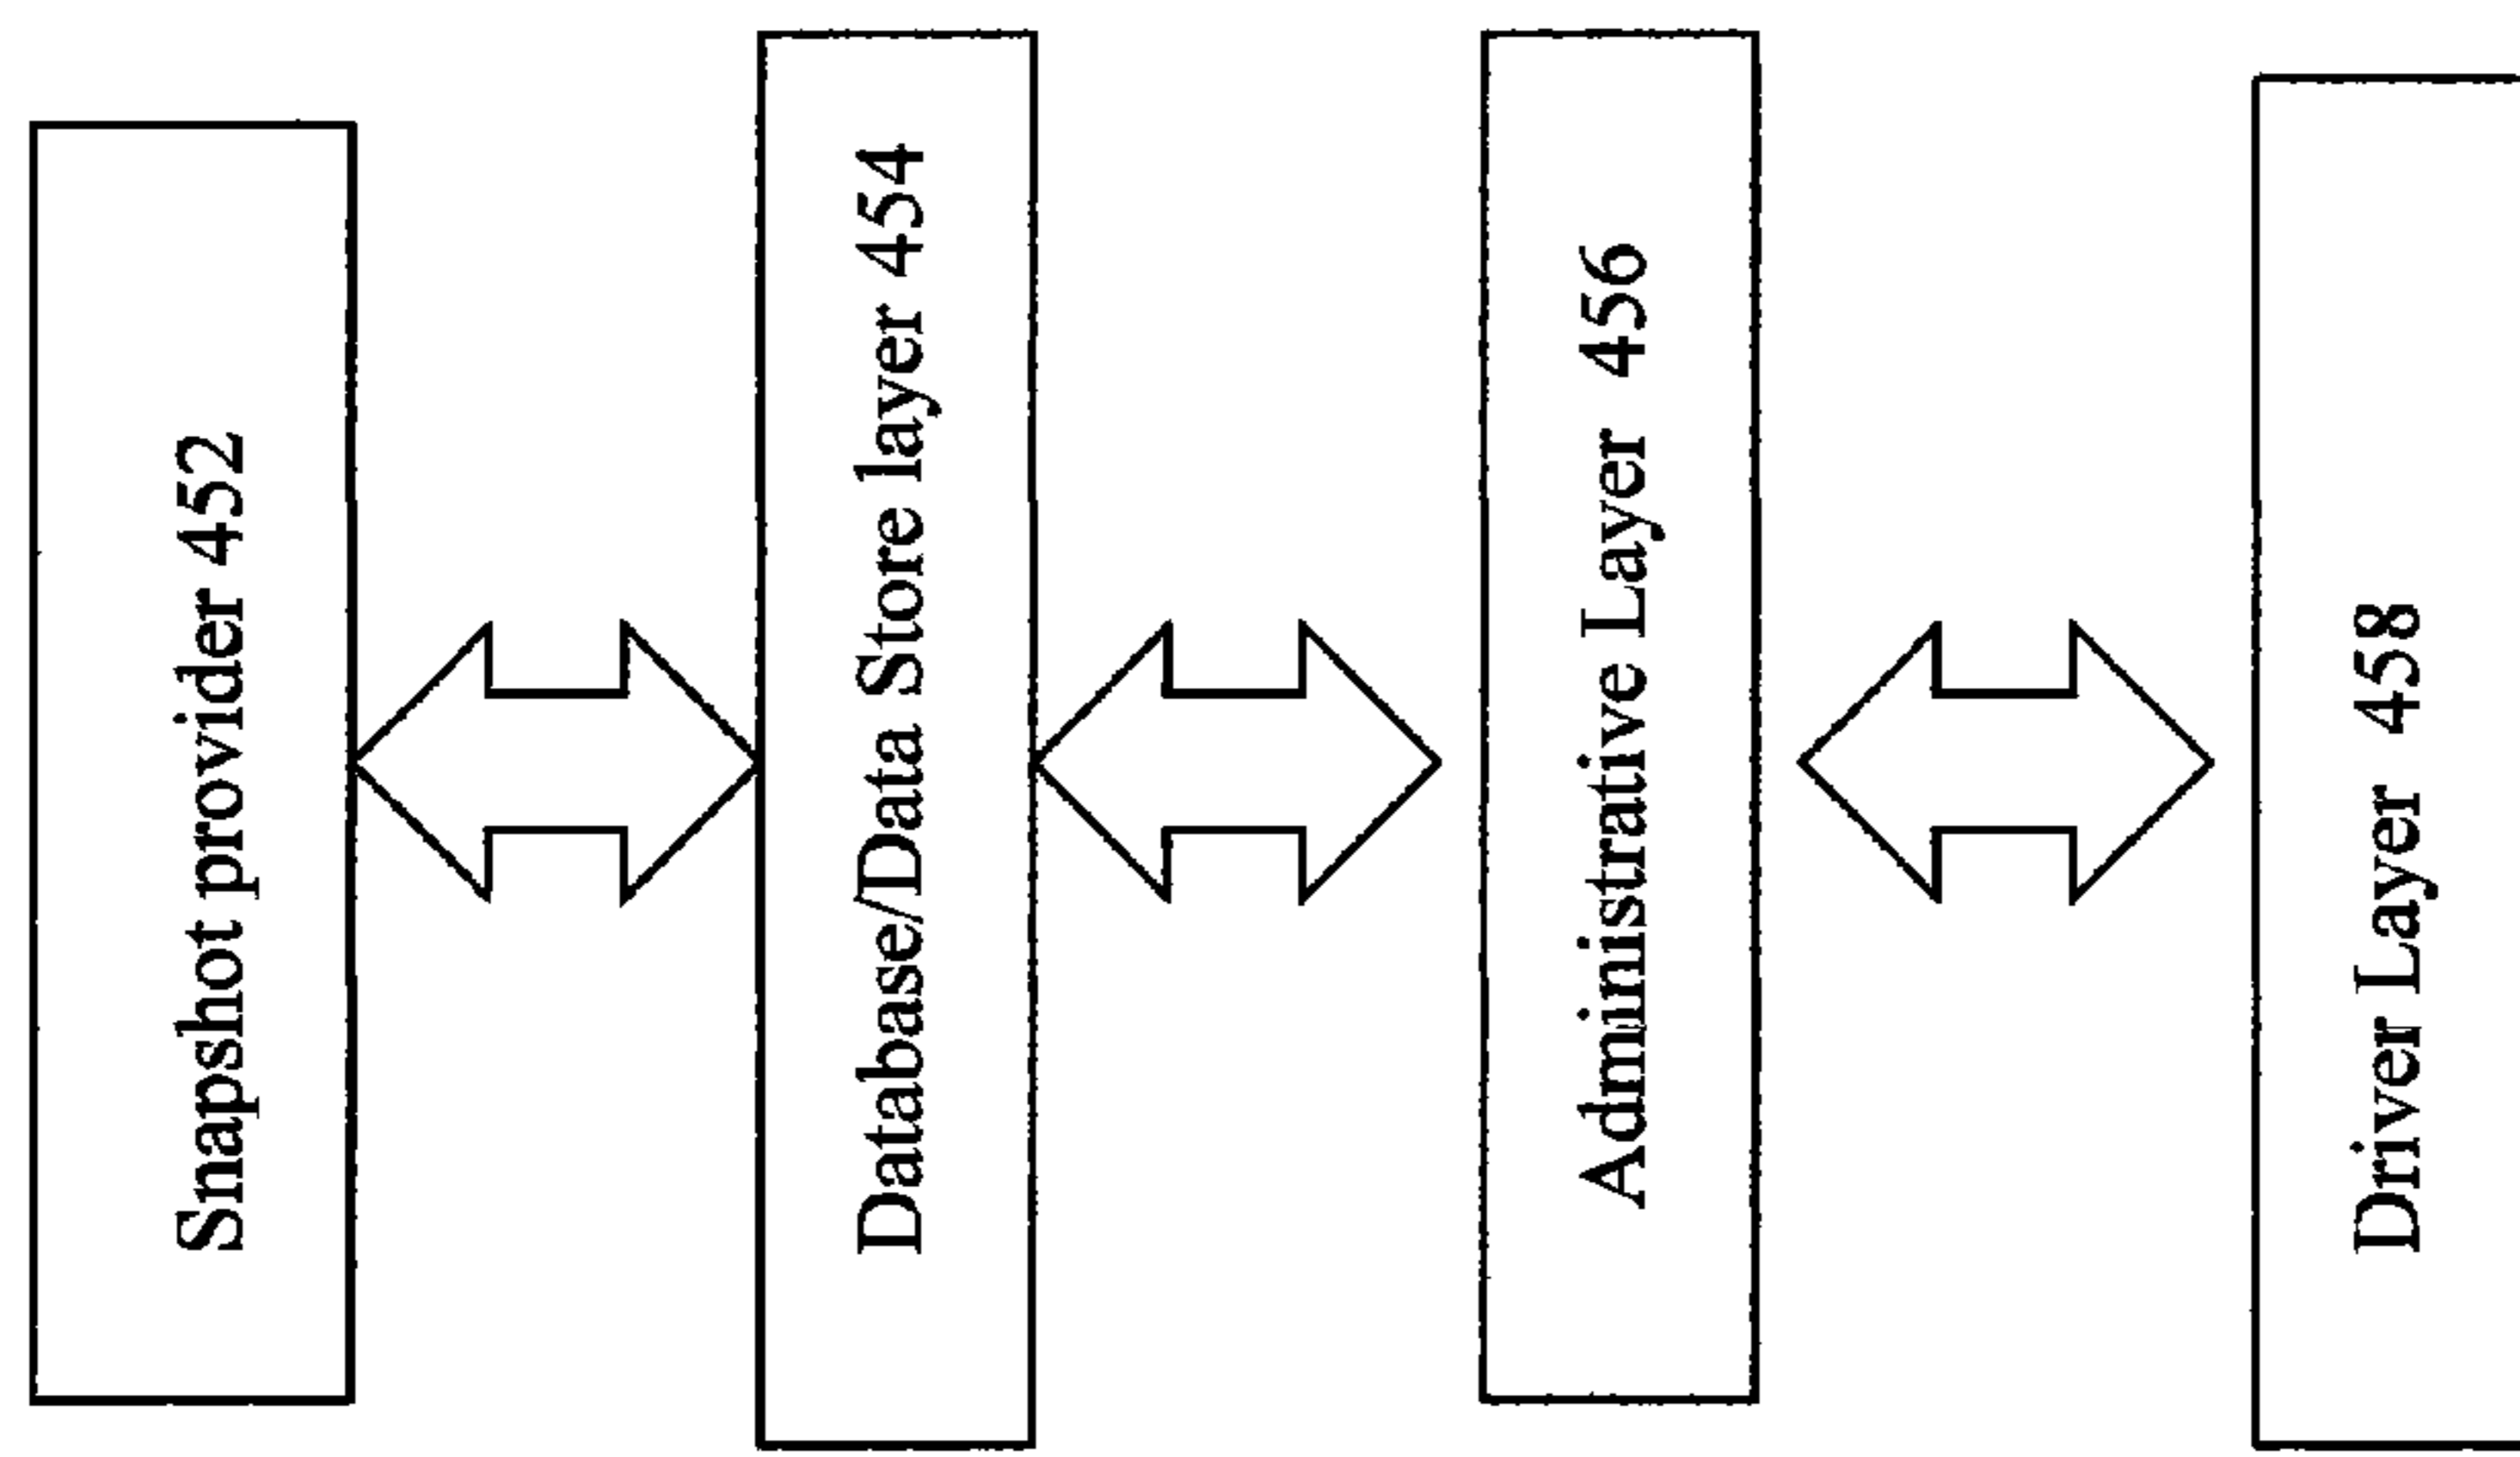 Snapshot provider 452
Database/Data Store layer 454
Administrative Layer 456
Driver Layer 458